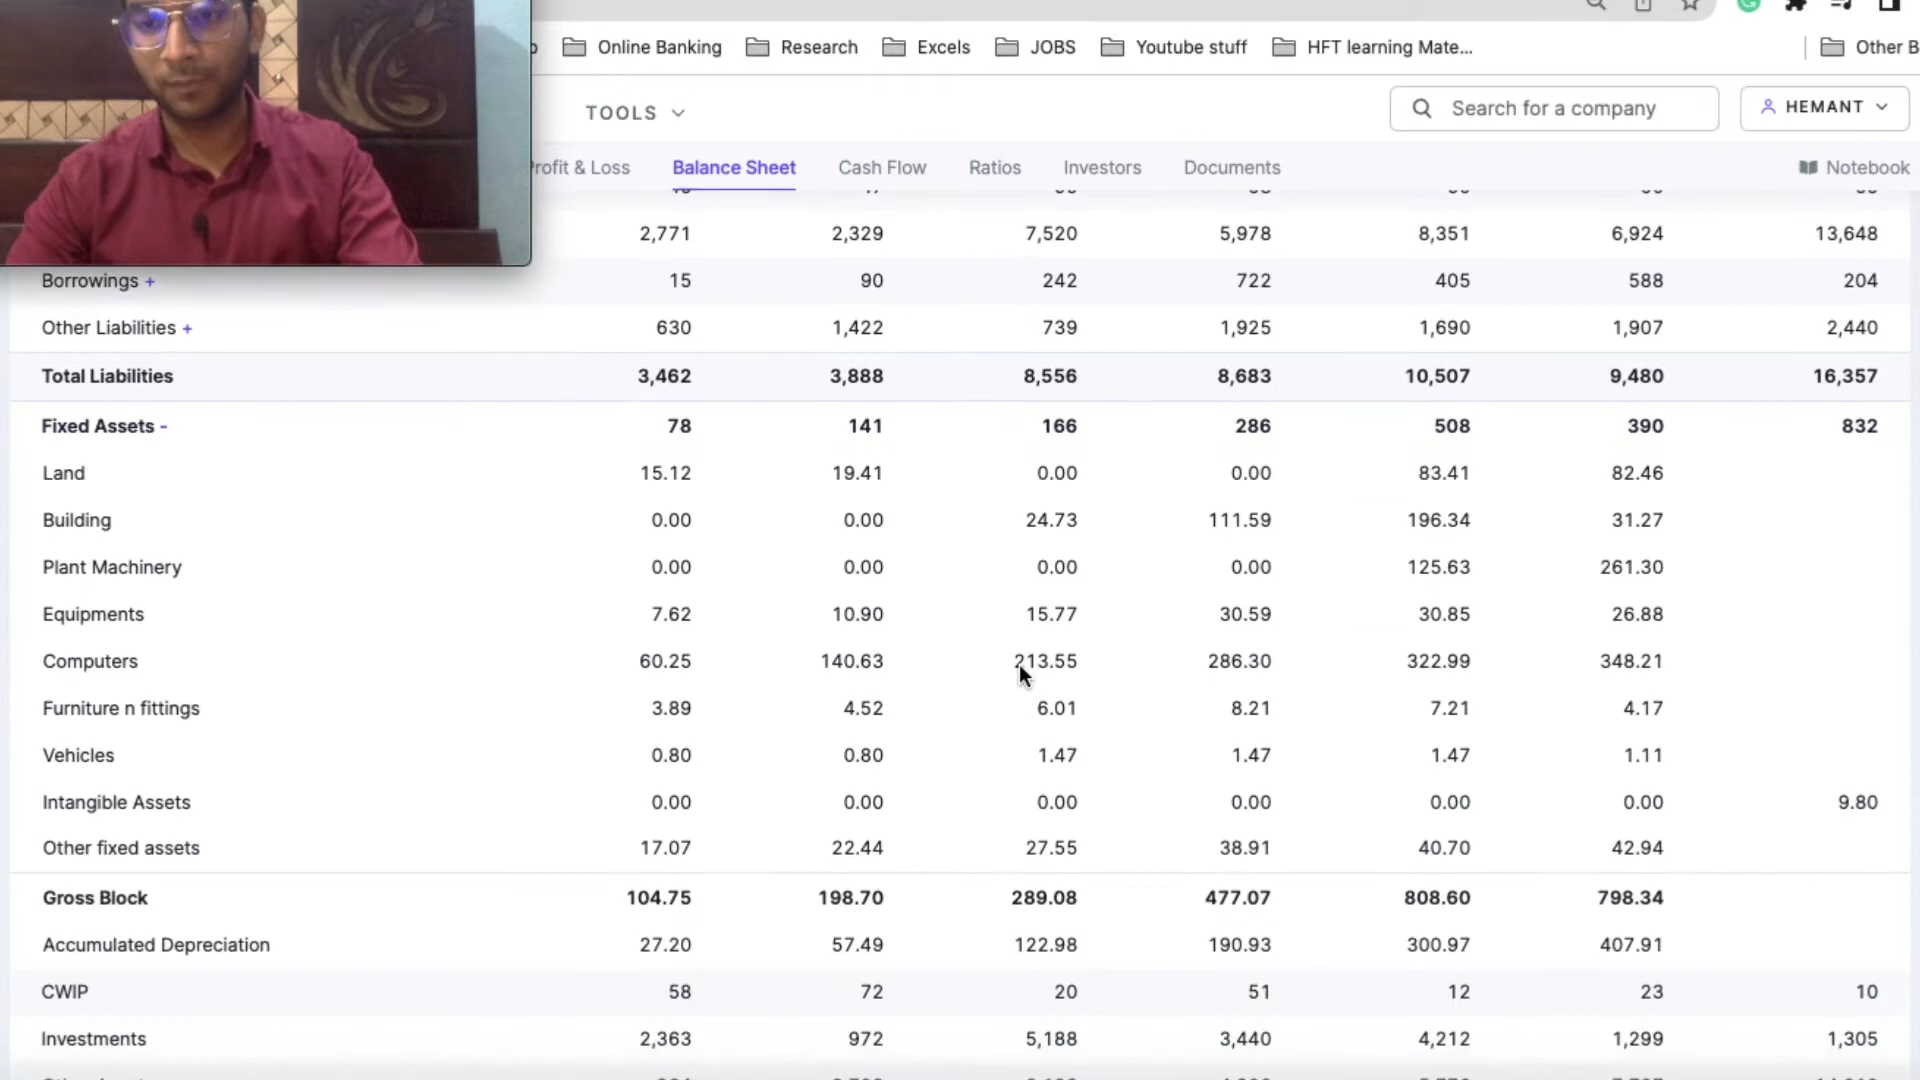 Online Banking Research Excels JOBS Youtube stuff HFT learning Mate... Other B
TOOLS Search for a company HEMANT
rofit & Loss Balance Sheet Cash Flow Ratios Investors Documents Notebook
2,771 2,329 7,520 5,978 8,351 6,924 13,648
Borrowings + 15 90 242 722 405 588 204
Other Liabilities + 630 1,422 739 1,925 1,690 1,907 2,440
Total Liabilities 3,462 3,888 8,556 8,683 10,507 9,480 16,357
Fixed Assets - 78 141 166 286 508 390 832
Land 15.12 19.41 0.00 0.00 83.41 82.46
Building 0.00 0.00 24.73 111.59 196.34 31.27
Plant Machinery 0.00 0.00 0.00 0.00 125.63 261.30
Equipments 7.62 10.90 15.77 30.59 30.85 26.88
Computers 60.25 140.63 213.55 286.30 322.99 348.21
Furniture n fittings 3.89 4.52 6.01 8.21 7.21 4.17
Vehicles 0.80 0.80 1.47 1.47 1.47 1.11
Intangible Assets 0.00 0.00 0.00 0.00 0.00 0.00 9.80
Other fixed assets 17.07 22.44 27.55 38.91 40.70 42.94
Gross Block 104.75 198.70 289.08 477.07 808.60 798.34
Accumulated Depreciation 27.20 57.49 122.98 190.93 300.97 407.91
CWIP 58 72 20 51 12 23 10
Investments 2,363 972 5,188 3,440 4,212 1,299 1,305